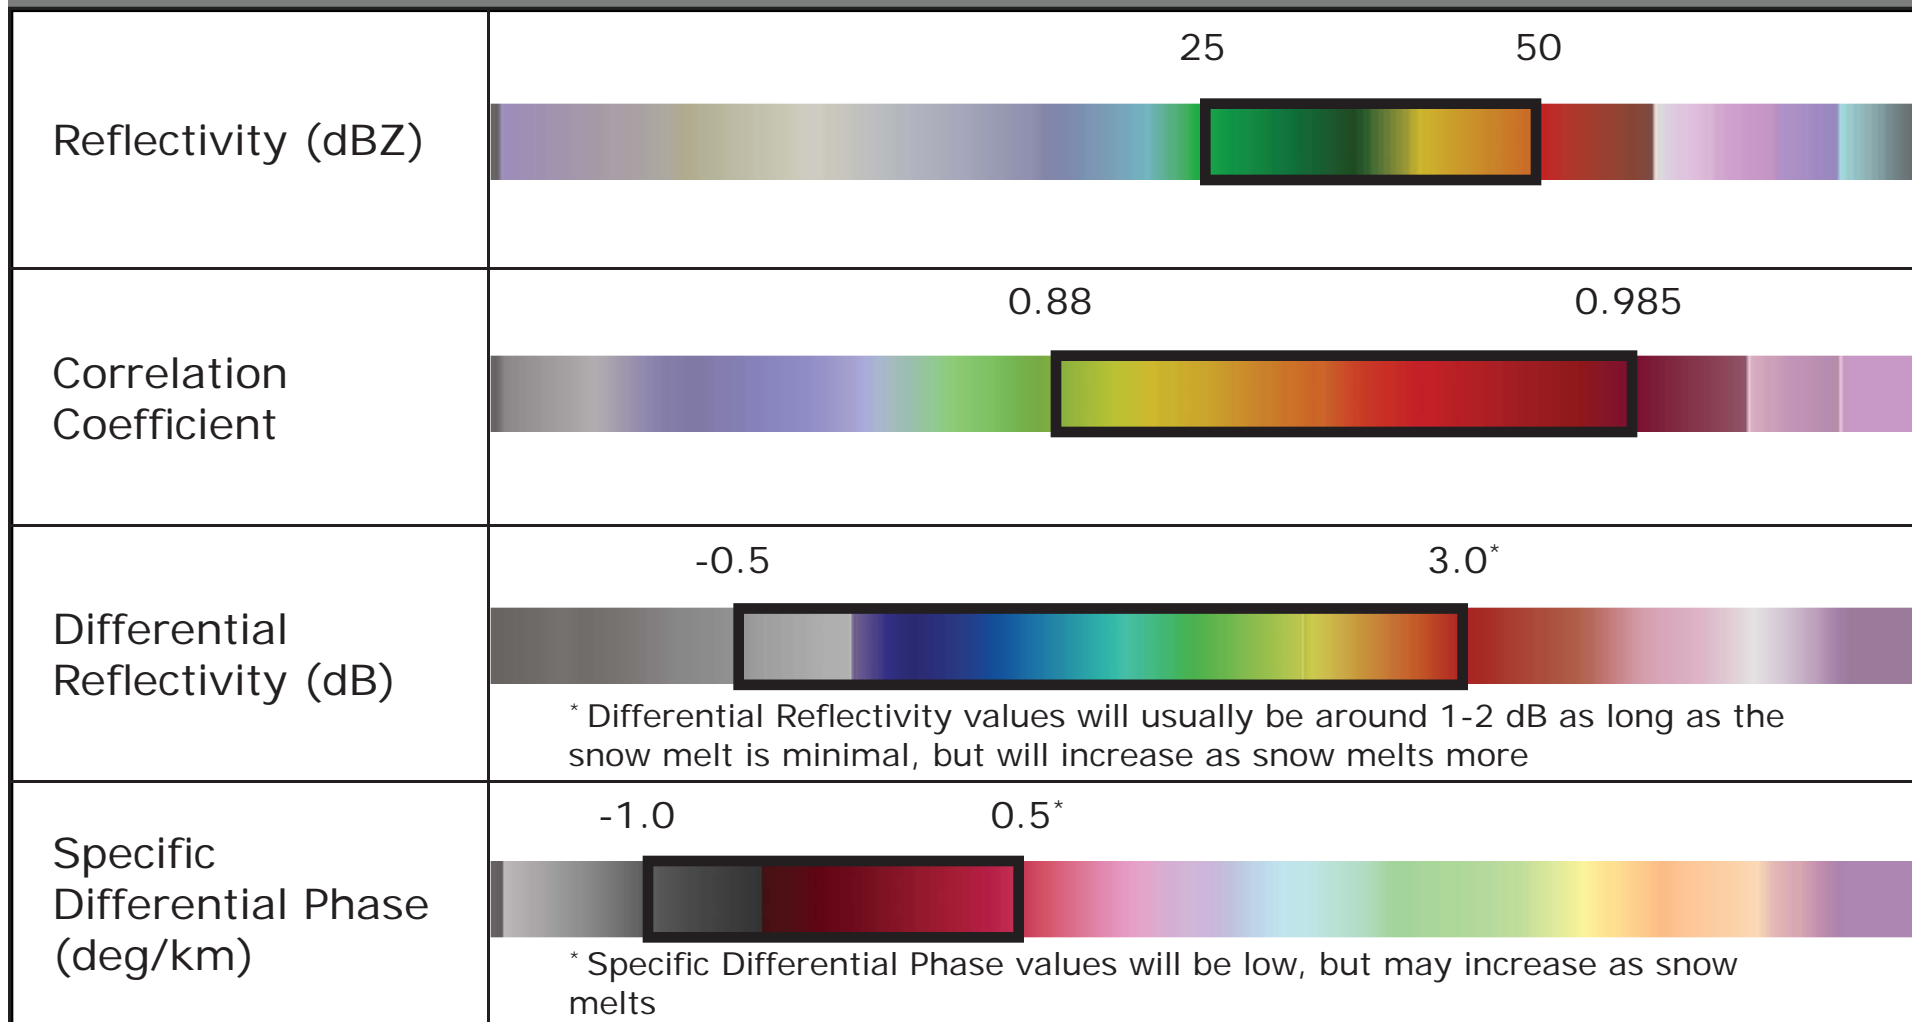 25 50
Reflectivity (dBZ)
0.88 0.985
Correlation
Coefficient
-0.5 3.0*
Differential
Reflectivity (dB)
* Differential Reflectivity values will usually be around 1-2 dB as long as the
snow melt is minimal, but will increase as snow melts more
-1.0 0.5*
Specific
Differential Phase
(deg/km)
* Specific Differential Phase values will be low, but may increase as snow
melts